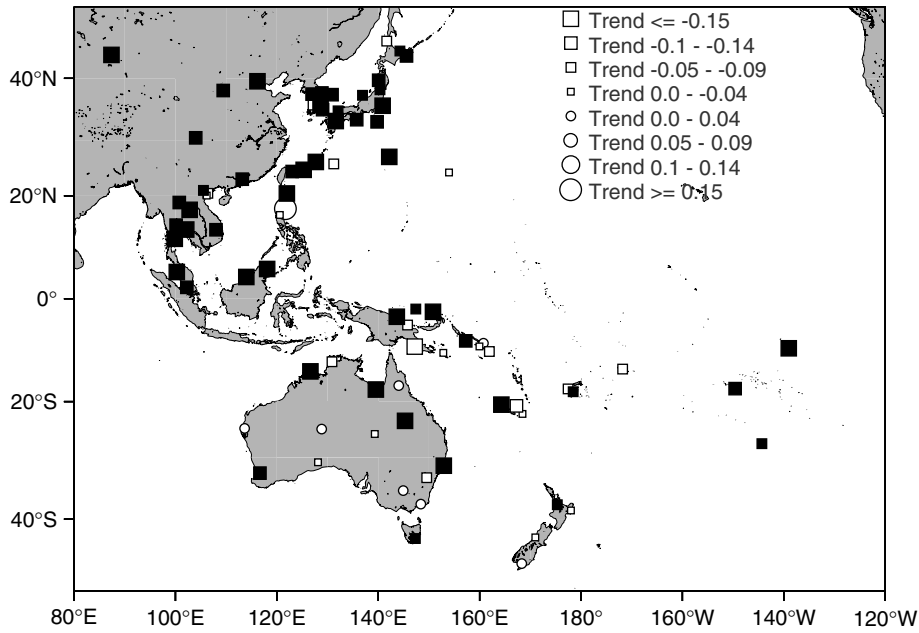 Trend <= -0.15
Trend -0.1 - -0.14
Trend -0.05 - -0.09
Trend 0.0 - -0.04
Trend 0.0 - 0.04
Trend 0.05 - 0.09
Trend 0.1 - 0.14
Trend >= 0.15
40°N
20°N
0°
20°S
40°S
80°E 100°E 120°E 140°E 160°E 180° 160°W 140°W 120°W